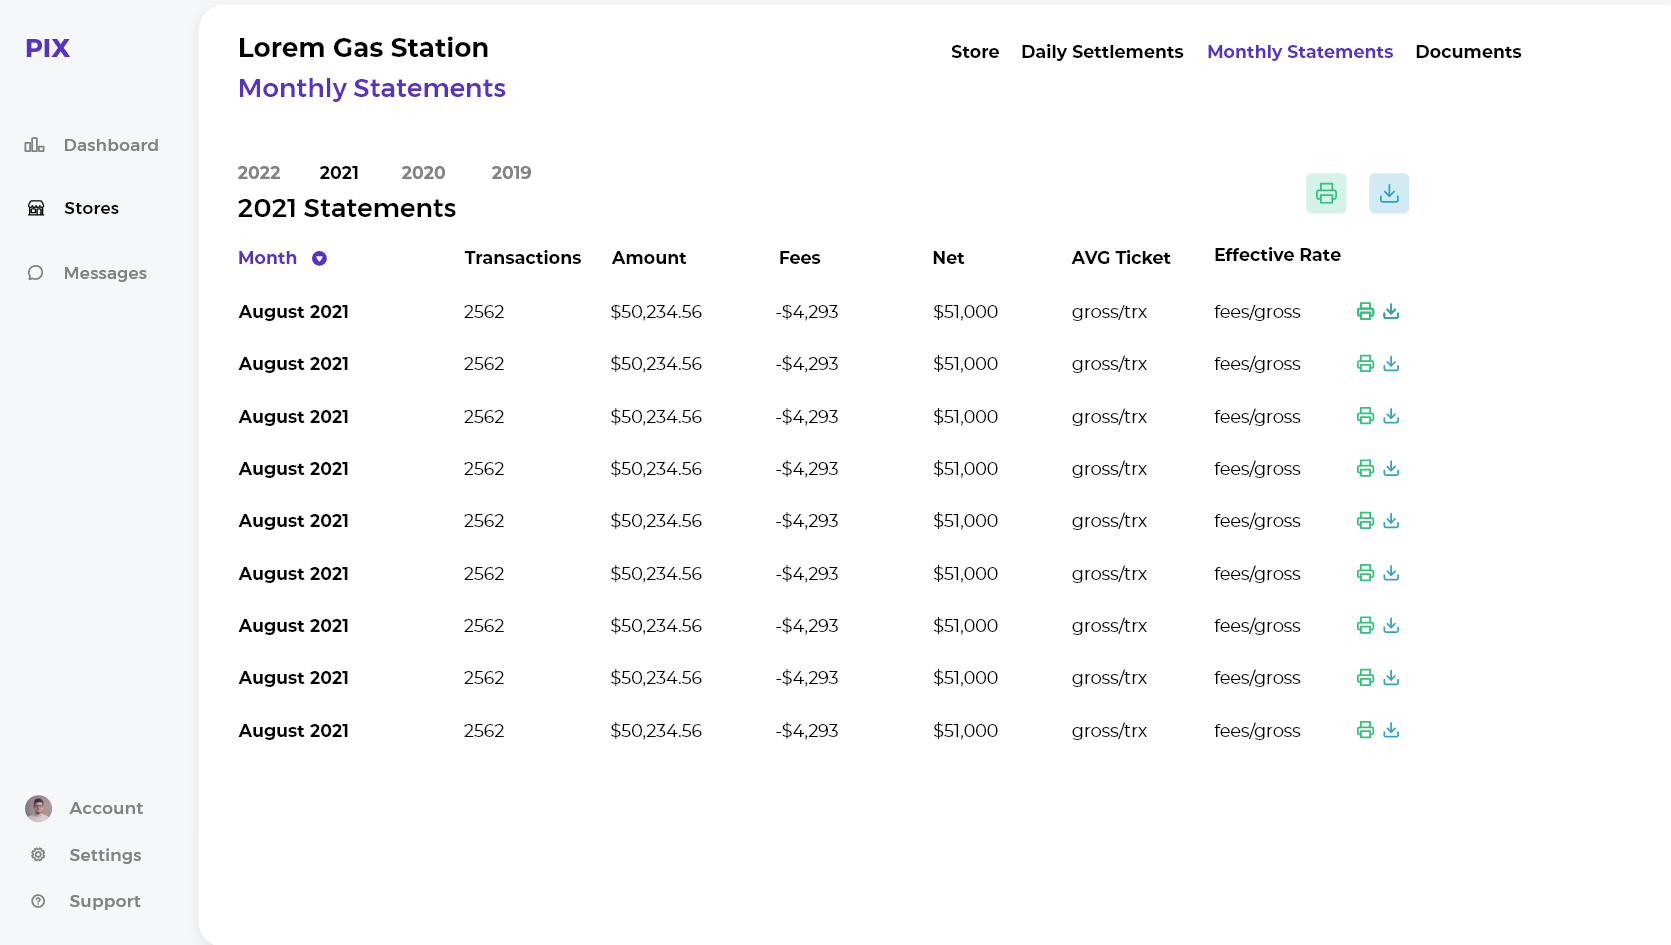 PIX
Dashboard
Stores
Messages
Account
Settings
Support
Lorem Gas Station
Monthly Statements
Store Daily Settlements Monthly Statements Documents
2022 2021 2020 2019
2021 Statements
Month Transactions Amount Fees Net AVG Ticket Effective Rate
August 2021 2562 $50,234.56 -$4,293 $51,000 gross/trx fees/gross
August 2021 2562 $50,234.56 -$4,293 $51,000 gross/trx fees/gross
August 2021 2562 $50,234.56 -$4,293 $51,000 gross/trx fees/gross
August 2021 2562 $50,234.56 -$4,293 $51,000 gross/trx fees/gross
August 2021 2562 $50,234.56 -$4,293 $51,000 gross/trx fees/gross
August 2021 2562 $50,234.56 -$4,293 $51,000 gross/trx fees/gross
August 2021 2562 $50,234.56 -$4,293 $51,000 gross/trx fees/gross
August 2021 2562 $50,234.56 -$4,293 $51,000 gross/trx fees/gross
August 2021 2562 $50,234.56 -$4,293 $51,000 gross/trx fees/gross